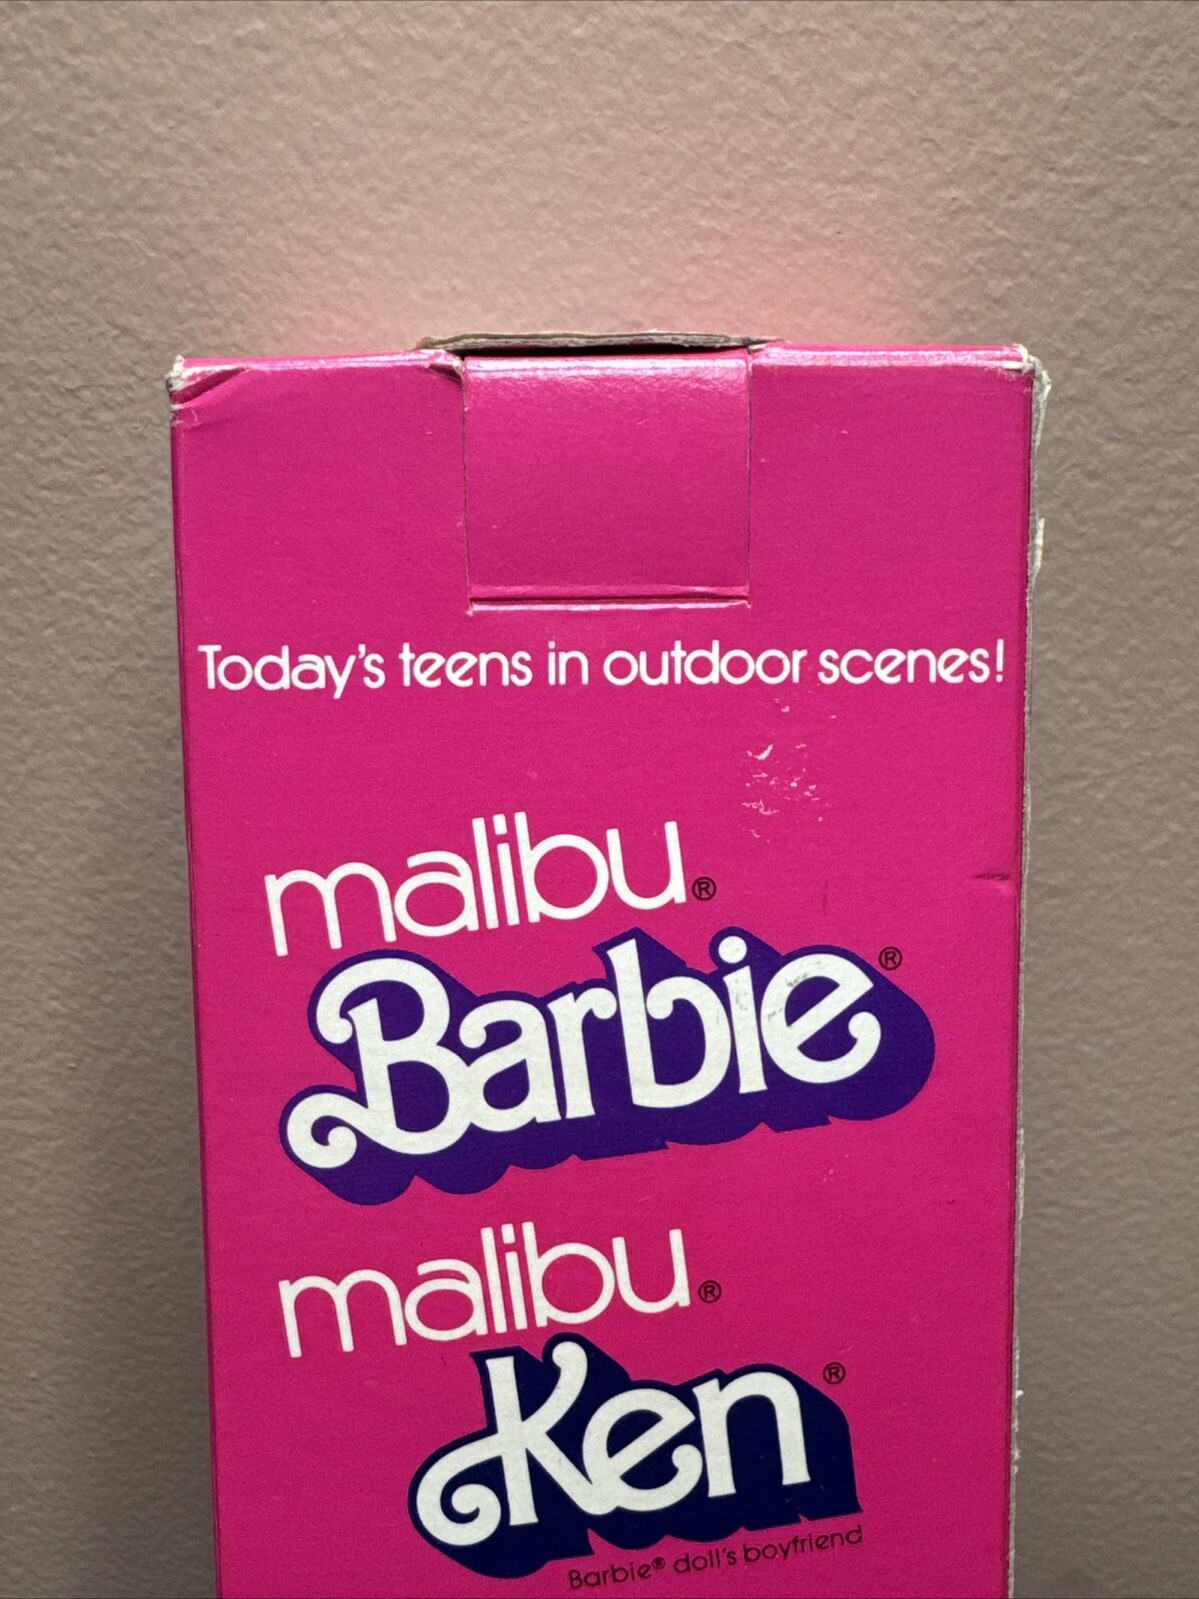 Today's teens in outdoor scenes!
malibu®
Barbie®
malibu®
Ken®
Barbie® doll's boyfriend